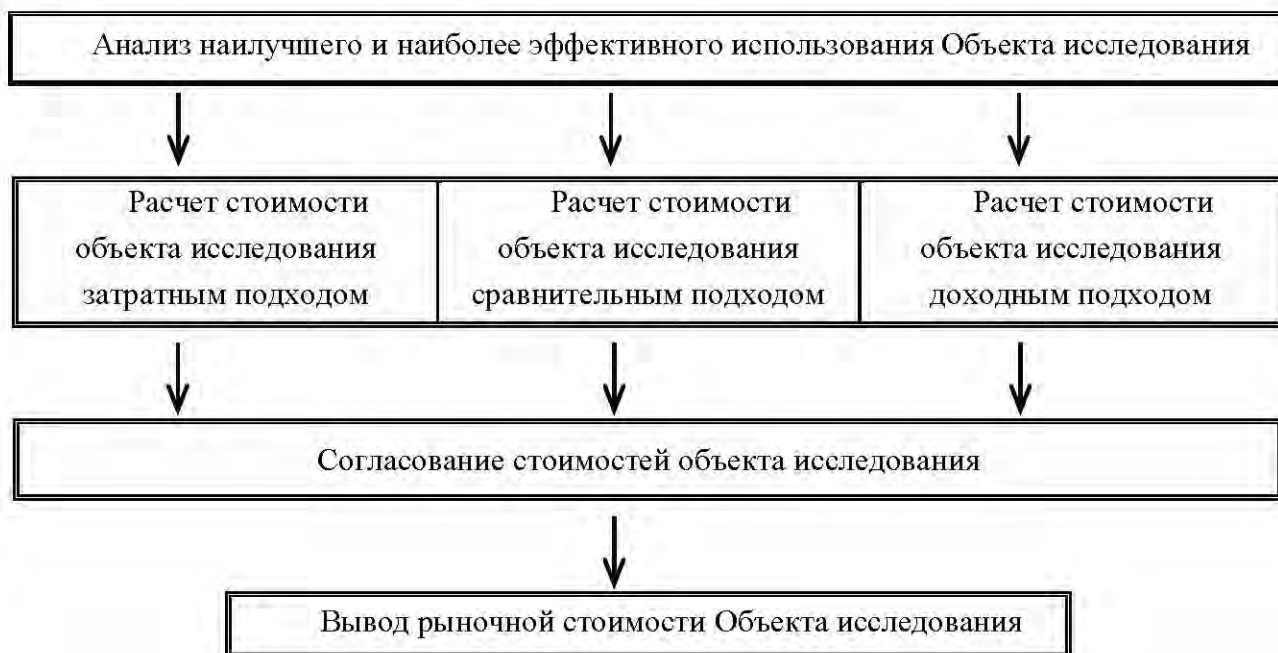 Анализ наилучшего и наиболее эффективного использования Объекта исследования
Расчет стоимости
объекта исследования
затратным подходом
Расчет стоимости
объекта исследования
сравнительным подходом
Расчет стоимости
объекта исследования
доходным подходом
Согласование стоимостей объекта исследования
Вывод рыночной стоимости Объекта исследования